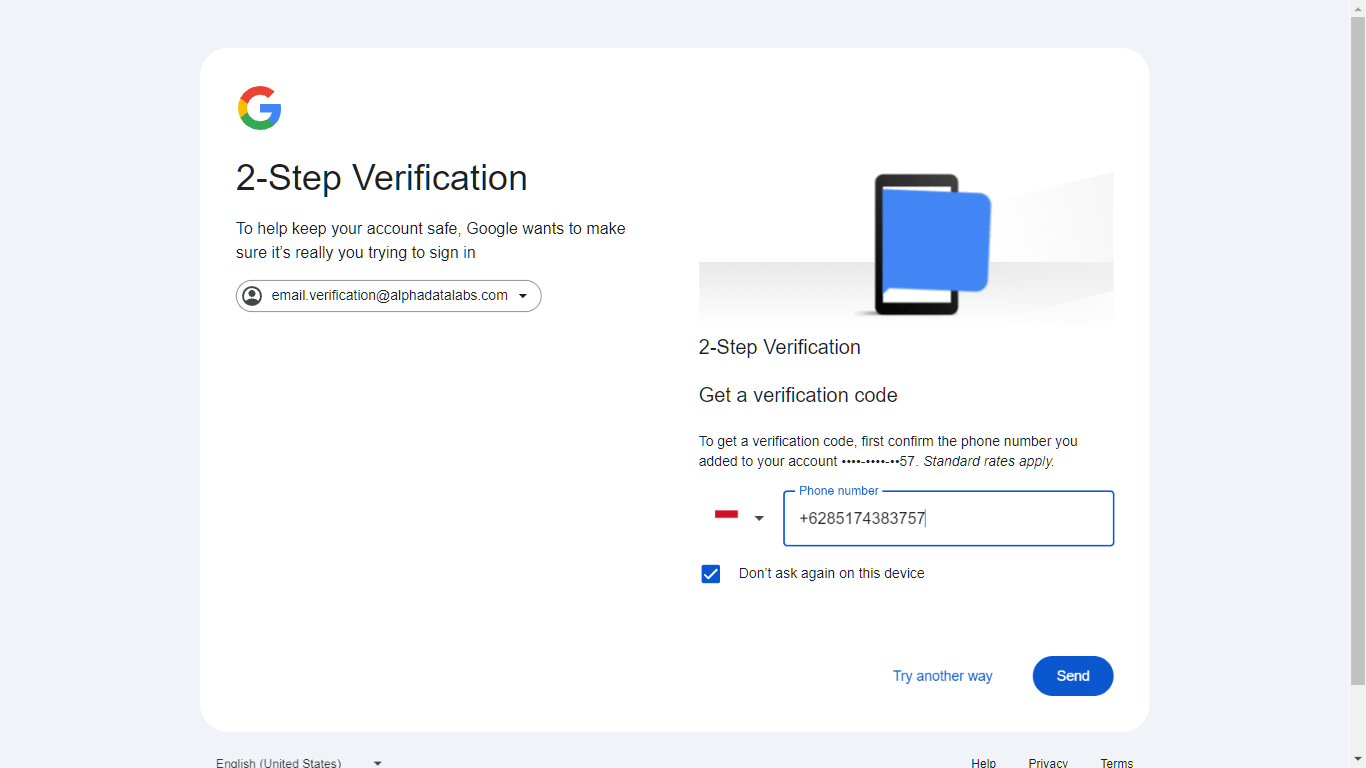 2-Step Verification
To help keep your account safe, Google wants to make
sure it's really you trying to sign in
email.verification@alphadatalabs.com
2-Step Verification
Get a verification code
To get a verification code, first confirm the phone number you
added to your account ••••-••••-••57. Standard rates apply.
Phone number
+6285174383757
Don't ask again on this device
Try another way
Send
English (United States)
Help
Privacy
Terms